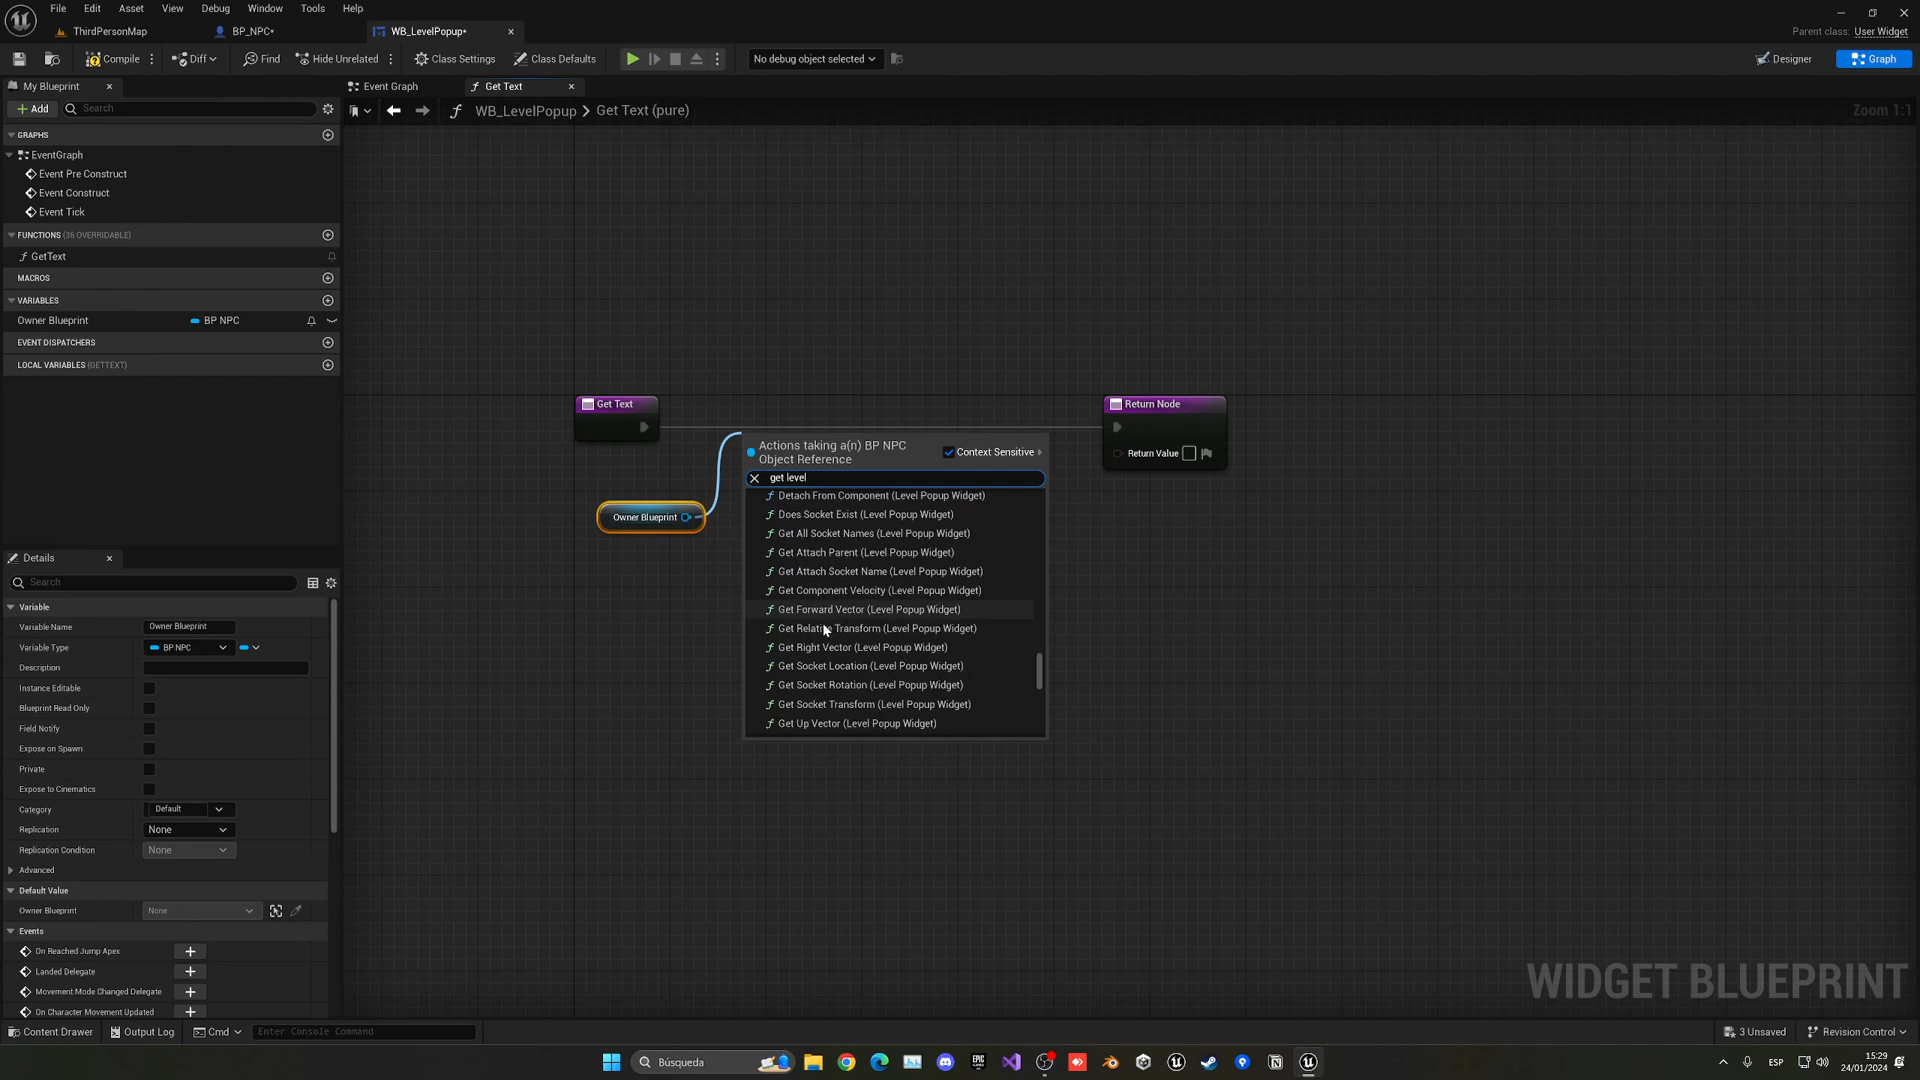 File Edit Asset View Debug Window Tools Help
ThirdPersonMap
BP_NPC*
WB_LevelPopup*
Parent class: User Widget
Compile
Diff
Find
Hide Unrelated
Class Settings
Class Defaults
No debug object selected
Designer
Graph
My Blueprint
Event Graph
Get Text
Add
Search
WB_LevelPopup > Get Text (pure)
Zoom 1:1
GRAPHS
EventGraph
Event Pre Construct
Event Construct
Event Tick
FUNCTIONS (36 OVERRIDABLE)
GetText
MACROS
VARIABLES
Owner Blueprint
BP NPC
EVENT DISPATCHERS
LOCAL VARIABLES (GETTEXT)
Get Text
Return Node
Return Value
Owner Blueprint
Actions taking a(n) BP NPC
Object Reference
Context Sensitive
get level
Detach From Component (Level Popup Widget)
Does Socket Exist (Level Popup Widget)
Get All Socket Names (Level Popup Widget)
Get Attach Parent (Level Popup Widget)
Get Attach Socket Name (Level Popup Widget)
Get Component Velocity (Level Popup Widget)
Get Forward Vector (Level Popup Widget)
Get Relative Transform (Level Popup Widget)
Get Right Vector (Level Popup Widget)
Get Socket Location (Level Popup Widget)
Get Socket Rotation (Level Popup Widget)
Get Socket Transform (Level Popup Widget)
Get Up Vector (Level Popup Widget)
Details
Search
Variable
Variable Name
Owner Blueprint
Variable Type
BP NPC
Description
Instance Editable
Blueprint Read Only
Field Notify
Expose on Spawn
Private
Expose to Cinematics
Category
Default
Replication
None
Replication Condition
None
Advanced
Default Value
Owner Blueprint
None
Events
On Reached Jump Apex
Landed Delegate
Movement Mode Changed Delegate
On Character Movement Updated
WIDGET BLUEPRINT
Content Drawer
Output Log
Cmd
Enter Console Command
3 Unsaved
Revision Control
Búsqueda
EPIC
GAMES
ESP
15:29
24/01/2024